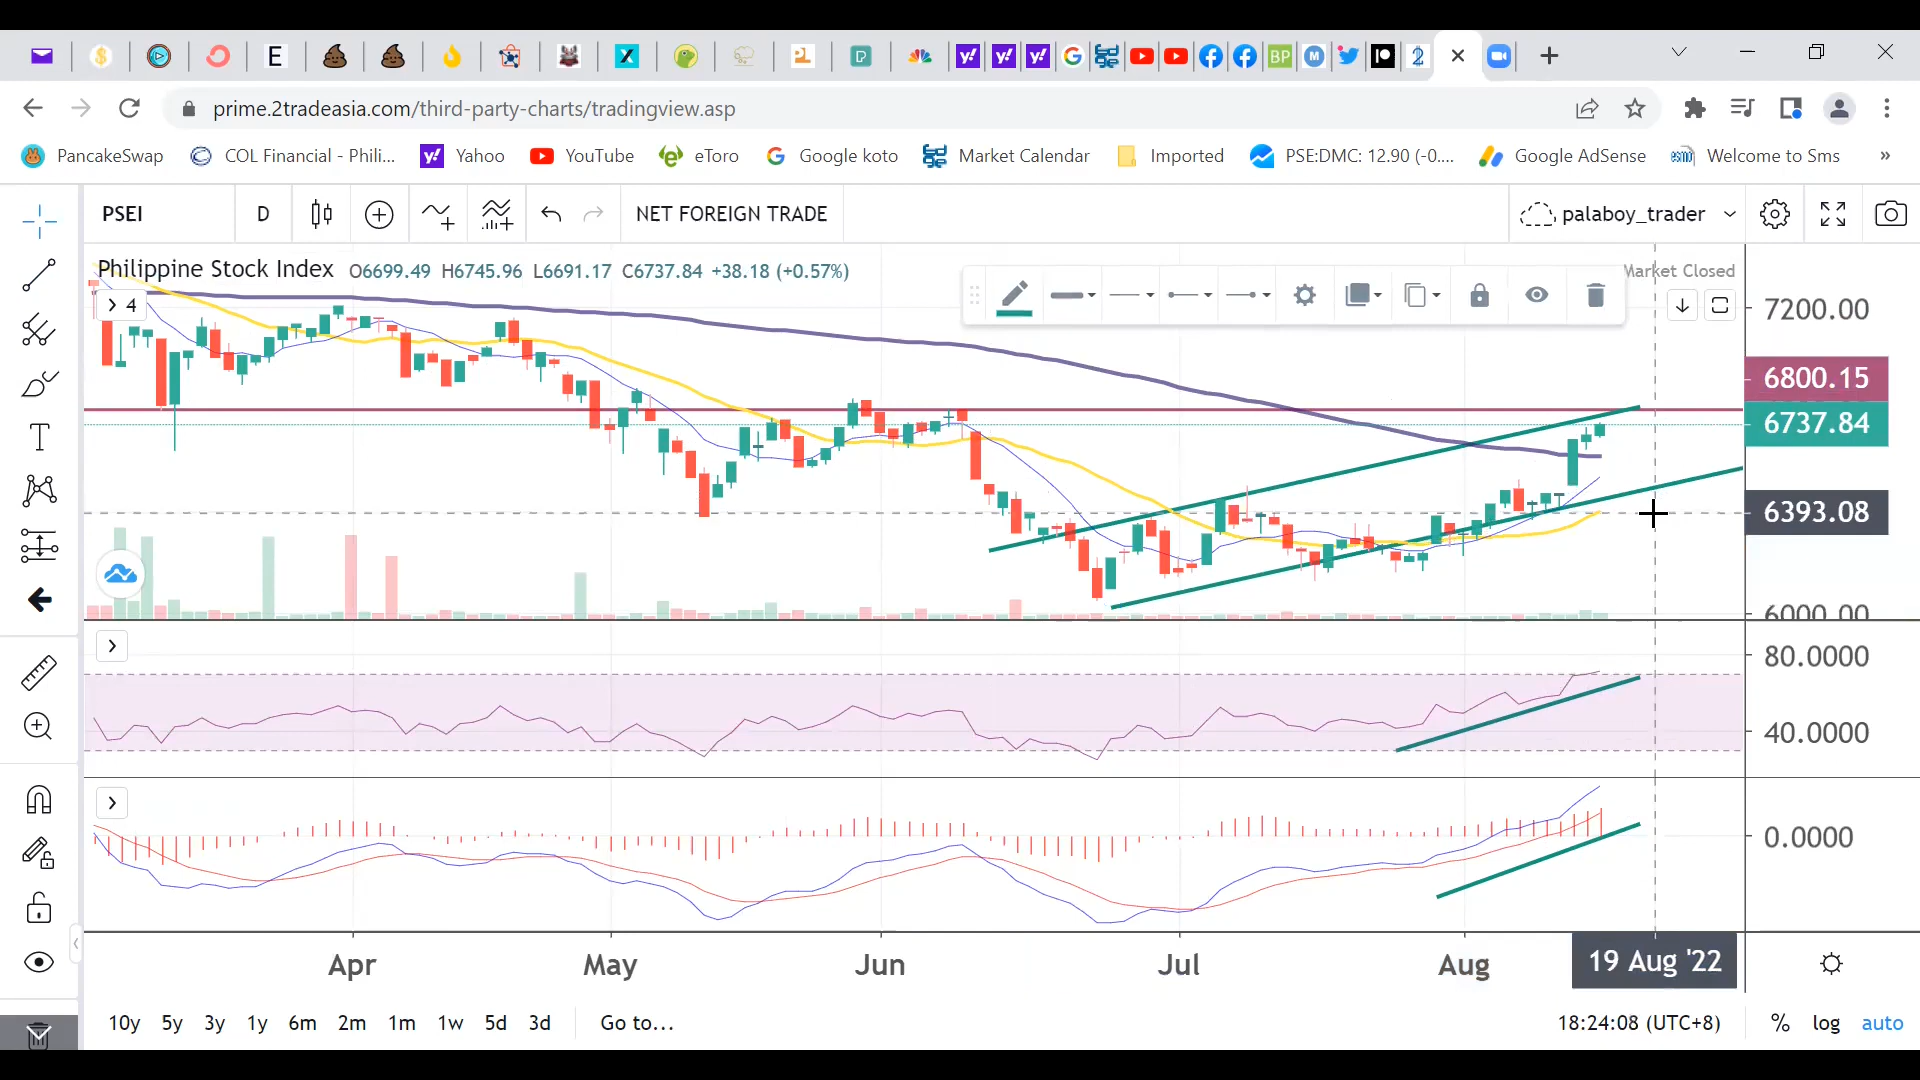 E
X
BP
M
prime.2tradeasia.com/third-party-charts/tradingview.asp
PancakeSwap
COL Financial - Phili...
Yahoo
YouTube
eToro
Google koto
Market Calendar
Imported
PSE:DMC: 12.90 (-0....
Google AdSense
Welcome to Sms
»
PSEI
D
NET FOREIGN TRADE
palaboy_trader
Philippine Stock Index O6699.49 H6745.96 L6691.17 C6737.84 +38.18 (+0.57%)
Market Closed
4
7200.00
6800.15
6737.84
6393.08
6000.00
80.0000
40.0000
0.0000
Apr
May
Jun
Jul
Aug
19 Aug '22
10y 5y 3y 1y 6m 2m 1m 1w 5d 3d Go to...
18:24:08 (UTC+8)
% log auto